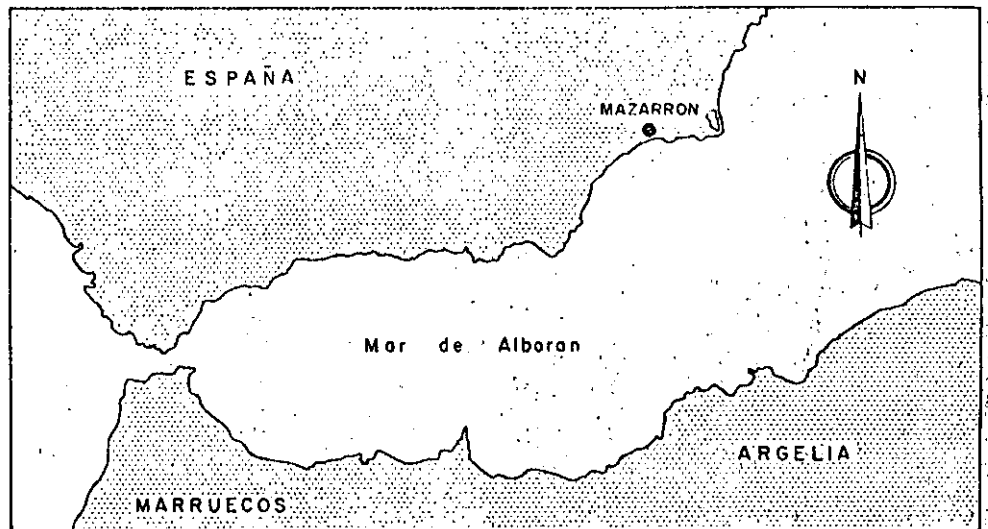 ESPAÑA
N
MAZARRON
Mar de Alboran
ARGELIA
MARRUECOS